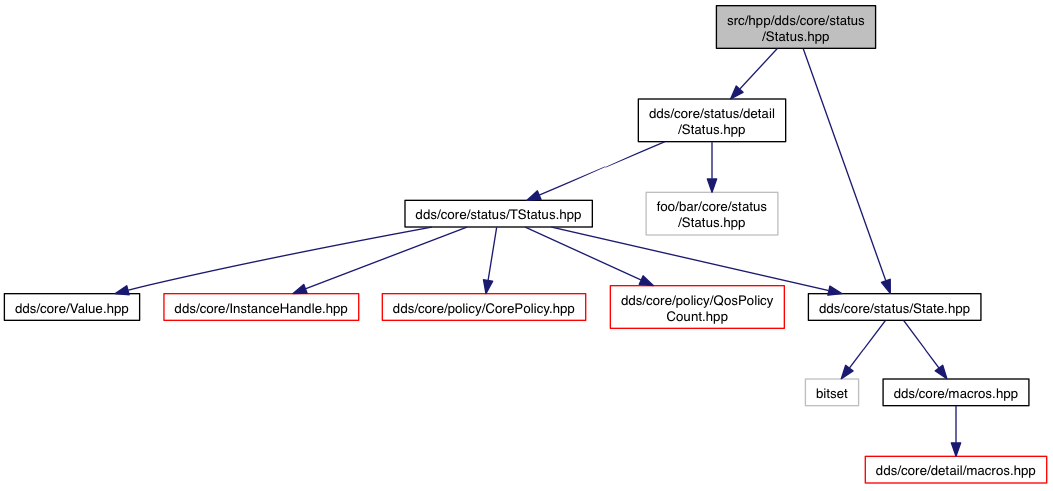 src/hpp/dds/core/status
/Status.hpp
dds/core/status/detail
/Status.hpp
dds/core/status/TStatus.hpp
foo/bar/core/status
/Status.hpp
dds/core/Value.hpp
dds/core/InstanceHandle.hpp
dds/core/policy/CorePolicy.hpp
dds/core/policy/QosPolicy
Count.hpp
dds/core/status/State.hpp
bitset
dds/core/macros.hpp
dds/core/detail/macros.hpp